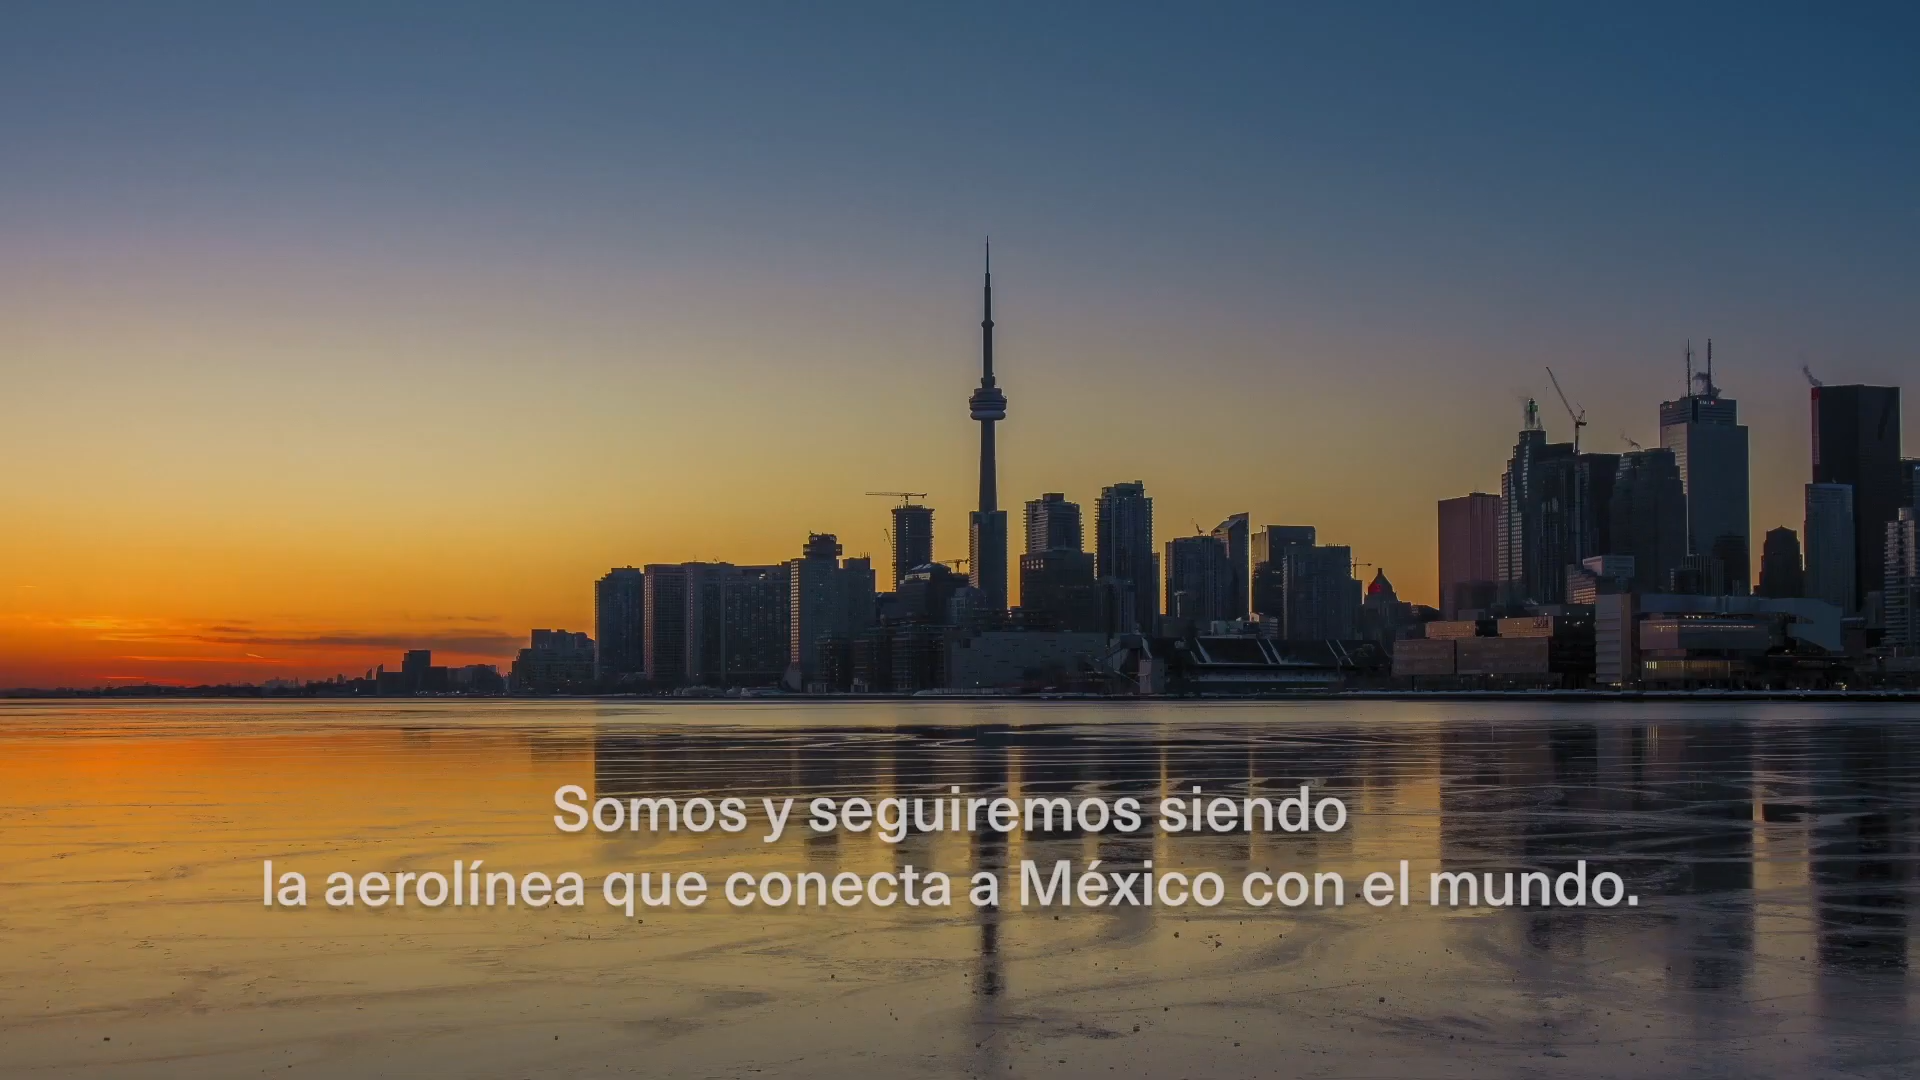 Somos y seguiremos siendo
la aerolínea que conecta a México con el mundo.